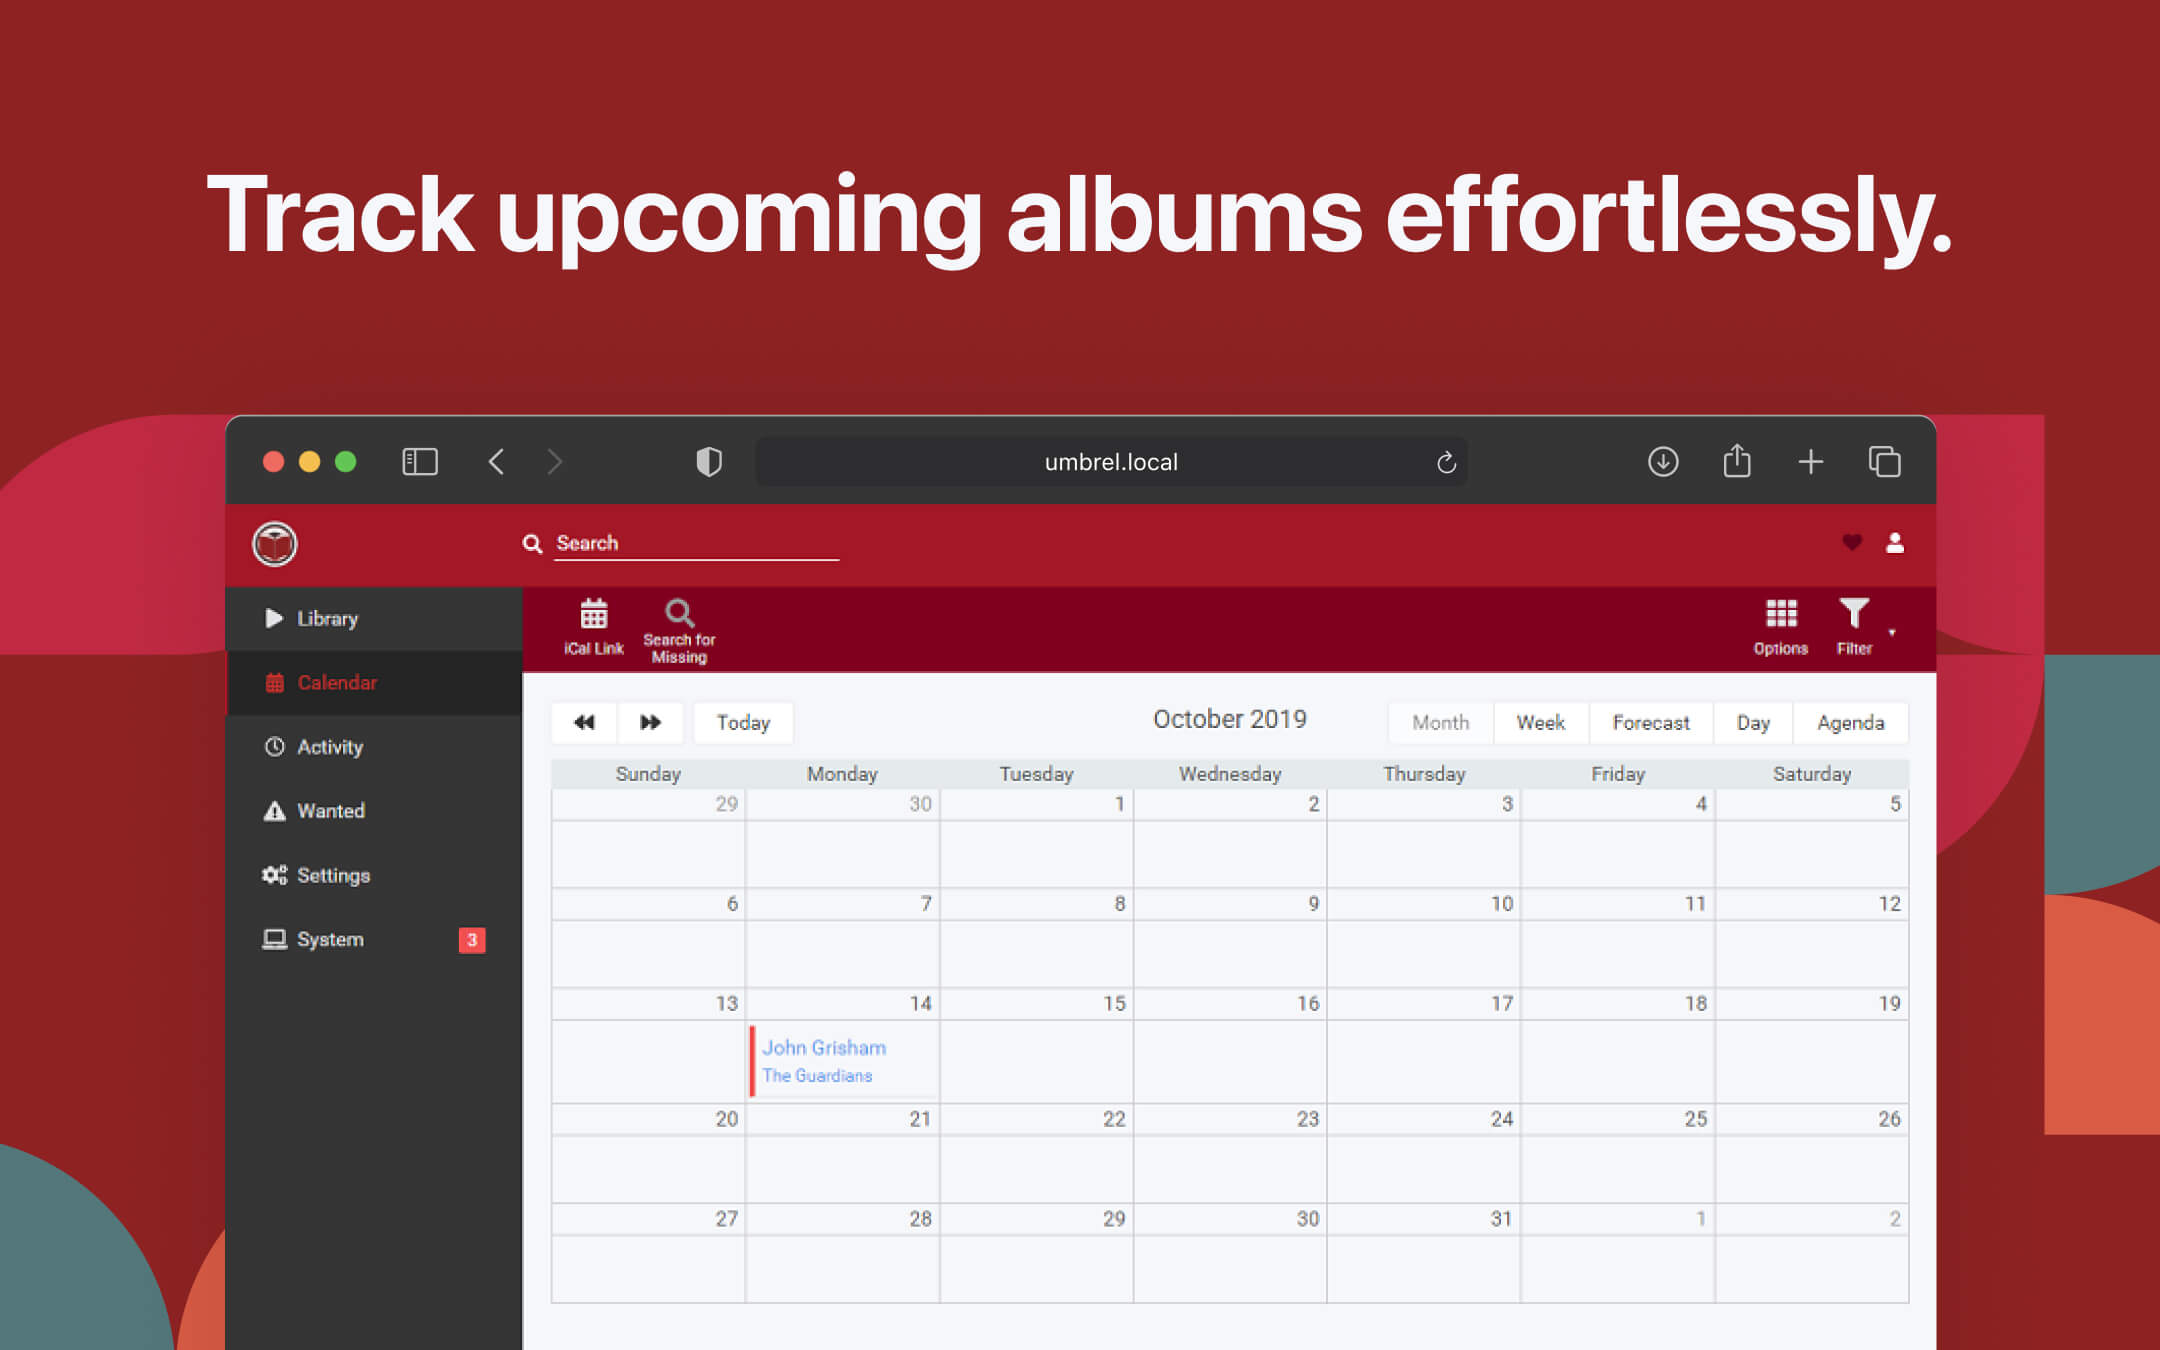 Track upcoming albums effortlessly.
umbrel.local
Search
Library
Calendar
Activity
Wanted
Settings
System 3
iCal Link
Search for
Missing
Options
Filter
Today
October 2019
Month Week Forecast Day Agenda
Sunday Monday Tuesday Wednesday Thursday Friday Saturday
29 30 1 2 3 4 5
6 7 8 9 10 11 12
13 14 15 16 17 18 19
John Grisham
The Guardians
20 21 22 23 24 25 26
27 28 29 30 31 1 2